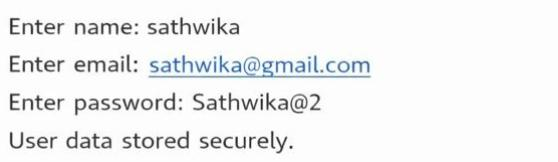 Enter name: sathwika
Enter email: sathwika@gmail.com
Enter password: Sathwika@2
User data stored securely.